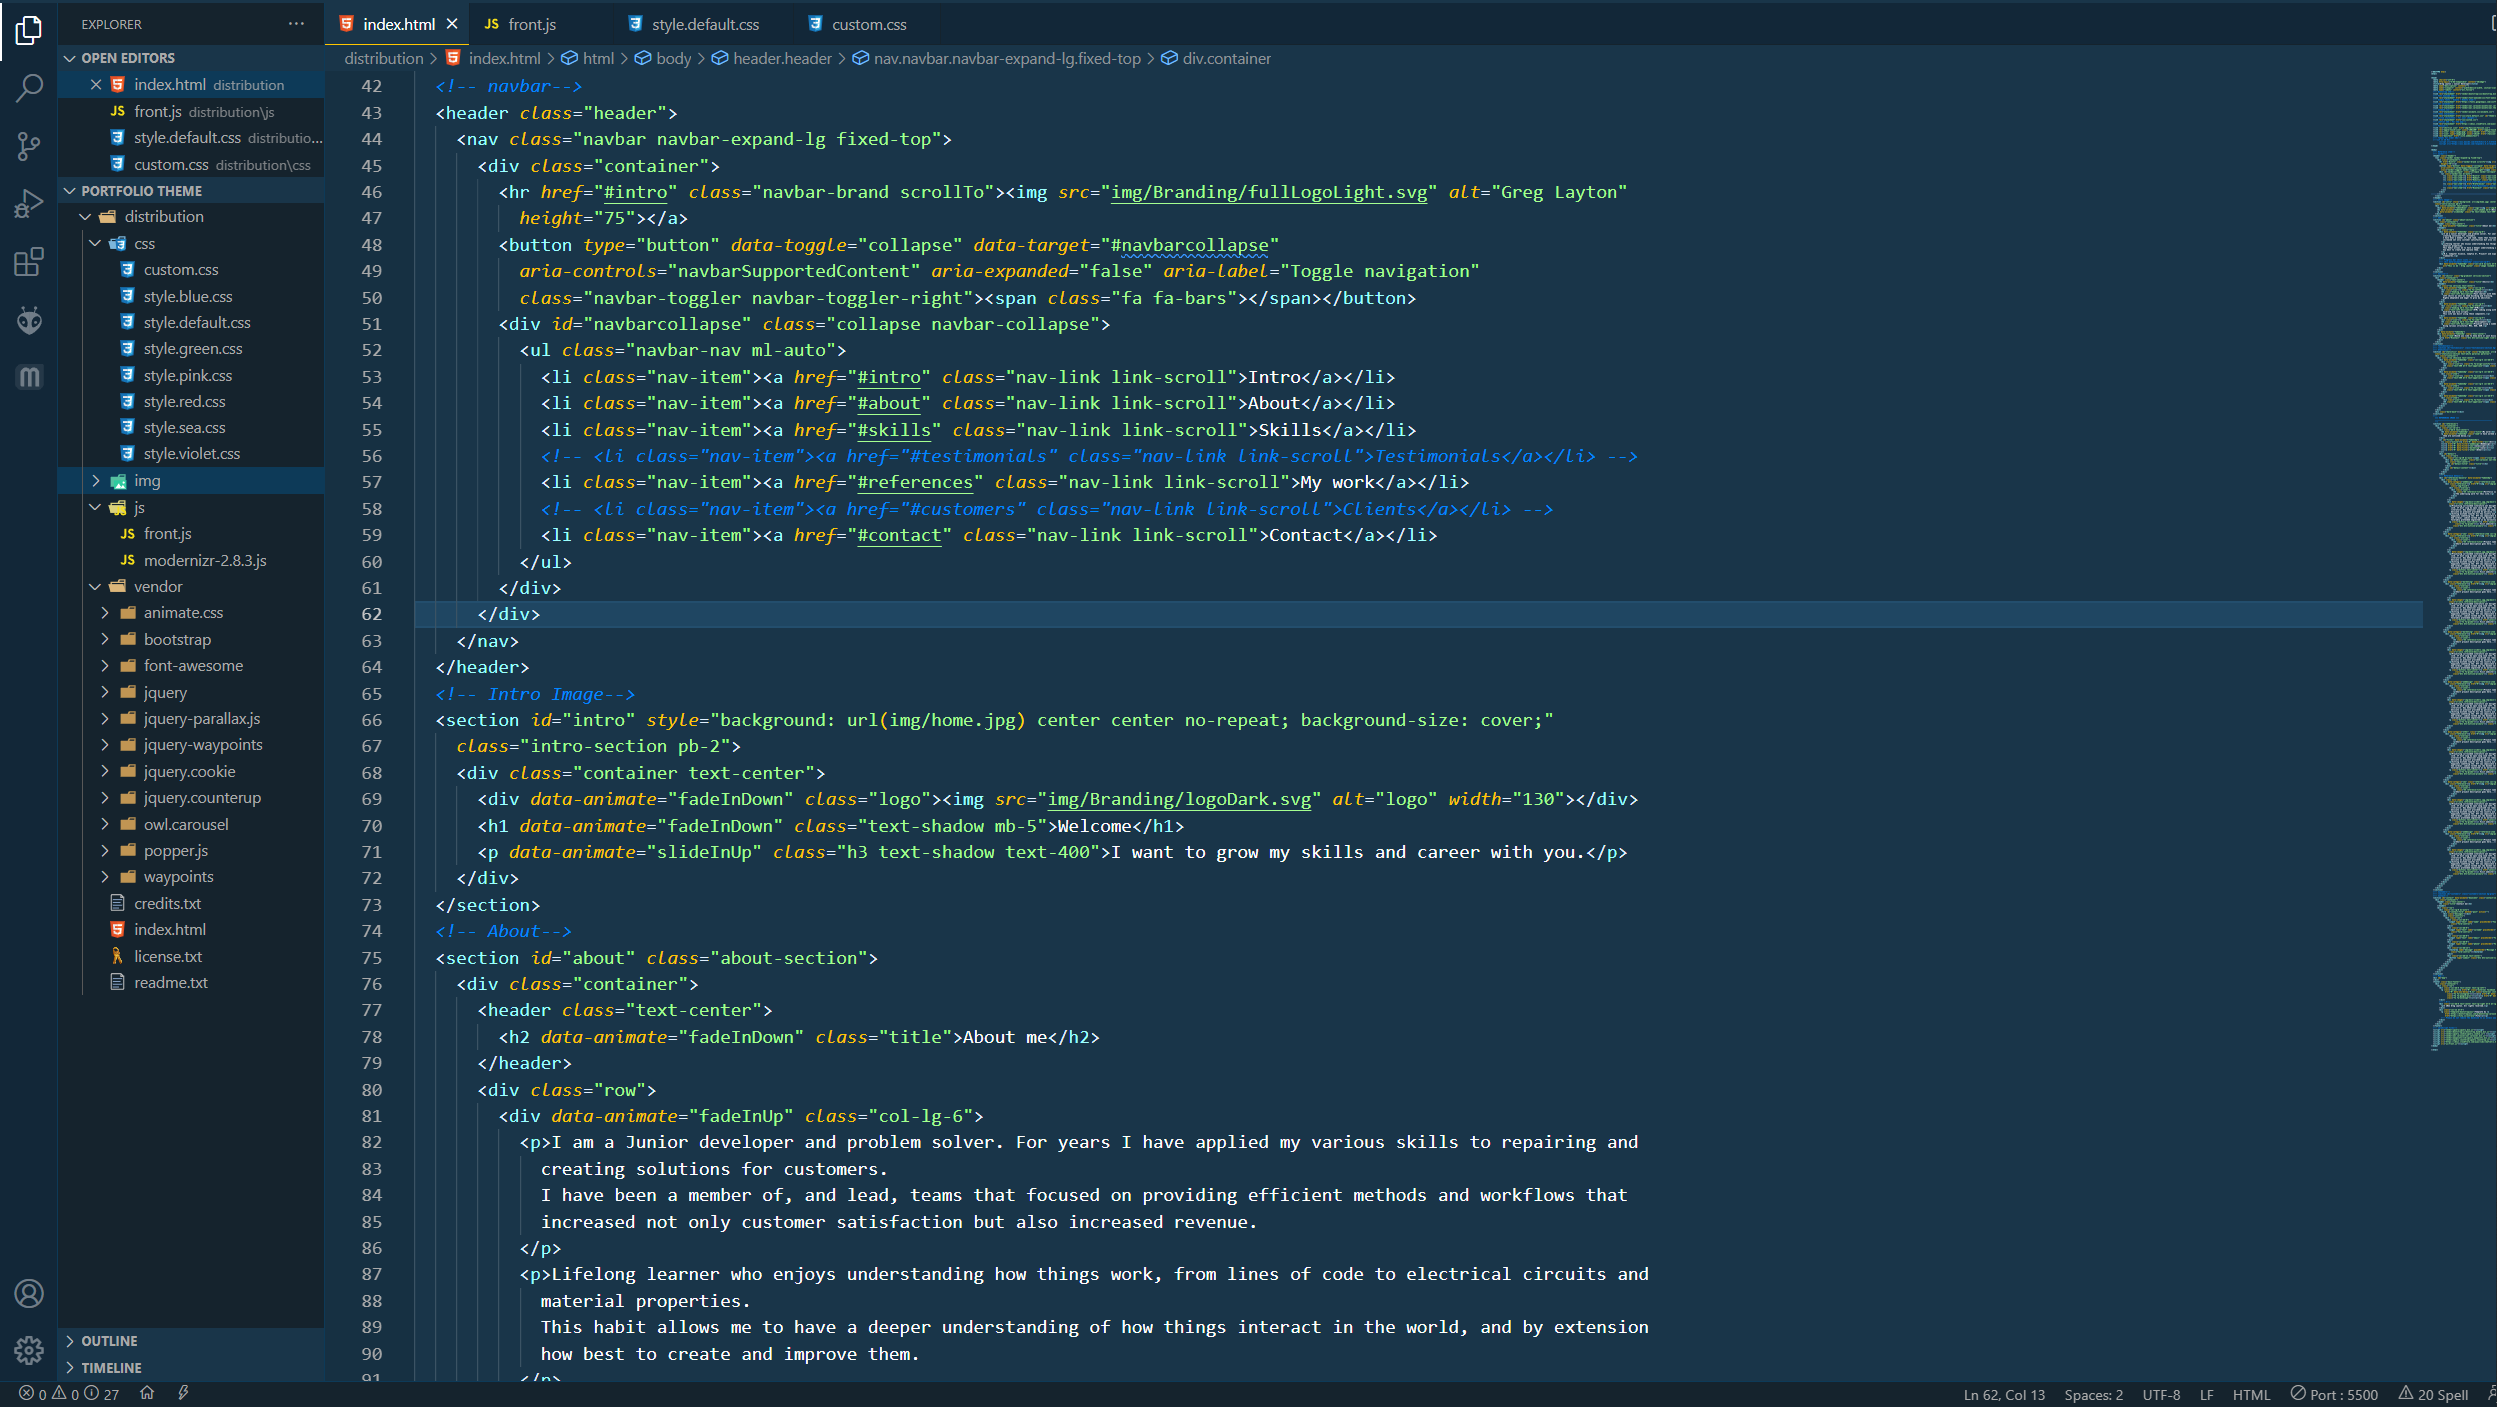 EXPLORER
OPEN EDITORS
index.html distribution
front.js distribution\js
style.default.css distributio...
custom.css distribution\css
PORTFOLIO THEME
distribution
css
custom.css
style.blue.css
style.default.css
style.green.css
style.pink.css
style.red.css
style.sea.css
style.violet.css
img
js
front.js
modernizr-2.8.3.js
vendor
animate.css
bootstrap
font-awesome
jquery
jquery-parallax.js
jquery-waypoints
jquery.cookie
jquery.counterup
owl.carousel
popper.js
waypoints
credits.txt
index.html
license.txt
readme.txt
OUTLINE
TIMELINE
index.html front.js style.default.css custom.css
distribution > index.html > html > body > header.header > nav.navbar.navbar-expand-lg.fixed-top > div.container
42 <!-- navbar-->
43 <header class="header">
44 <nav class="navbar navbar-expand-lg fixed-top">
45 <div class="container">
46 <hr href="#intro" class="navbar-brand scrollTo"><img src="img/Branding/fullLogoLight.svg" alt="Greg Layton"
47 height="75"></a>
48 <button type="button" data-toggle="collapse" data-target="#navbarcollapse"
49 aria-controls="navbarSupportedContent" aria-expanded="false" aria-label="Toggle navigation"
50 class="navbar-toggler navbar-toggler-right"><span class="fa fa-bars"></span></button>
51 <div id="navbarcollapse" class="collapse navbar-collapse">
52 <ul class="navbar-nav ml-auto">
53 <li class="nav-item"><a href="#intro" class="nav-link link-scroll">Intro</a></li>
54 <li class="nav-item"><a href="#about" class="nav-link link-scroll">About</a></li>
55 <li class="nav-item"><a href="#skills" class="nav-link link-scroll">Skills</a></li>
56 <!-- <li class="nav-item"><a href="#testimonials" class="nav-link link-scroll">Testimonials</a></li> -->
57 <li class="nav-item"><a href="#references" class="nav-link link-scroll">My work</a></li>
58 <!-- <li class="nav-item"><a href="#customers" class="nav-link link-scroll">Clients</a></li> -->
59 <li class="nav-item"><a href="#contact" class="nav-link link-scroll">Contact</a></li>
60 </ul>
61 </div>
62 </div>
63 </nav>
64 </header>
65 <!-- Intro Image-->
66 <section id="intro" style="background: url(img/home.jpg) center center no-repeat; background-size: cover;"
67 class="intro-section pb-2">
68 <div class="container text-center">
69 <div data-animate="fadeInDown" class="logo"><img src="img/Branding/logoDark.svg" alt="logo" width="130"></div>
70 <h1 data-animate="fadeInDown" class="text-shadow mb-5">Welcome</h1>
71 <p data-animate="slideInUp" class="h3 text-shadow text-400">I want to grow my skills and career with you.</p>
72 </div>
73 </section>
74 <!-- About-->
75 <section id="about" class="about-section">
76 <div class="container">
77 <header class="text-center">
78 <h2 data-animate="fadeInDown" class="title">About me</h2>
79 </header>
80 <div class="row">
81 <div data-animate="fadeInUp" class="col-lg-6">
82 <p>I am a Junior developer and problem solver. For years I have applied my various skills to repairing and
83 creating solutions for customers.
84 I have been a member of, and lead, teams that focused on providing efficient methods and workflows that
85 increased not only customer satisfaction but also increased revenue.
86 </p>
87 <p>Lifelong learner who enjoys understanding how things work, from lines of code to electrical circuits and
88 material properties.
89 This habit allows me to have a deeper understanding of how things interact in the world, and by extension
90 how best to create and improve them.
91 </p>
0 0 27 Ln 62, Col 13 Spaces: 2 UTF-8 LF HTML Port : 5500 20 Spell